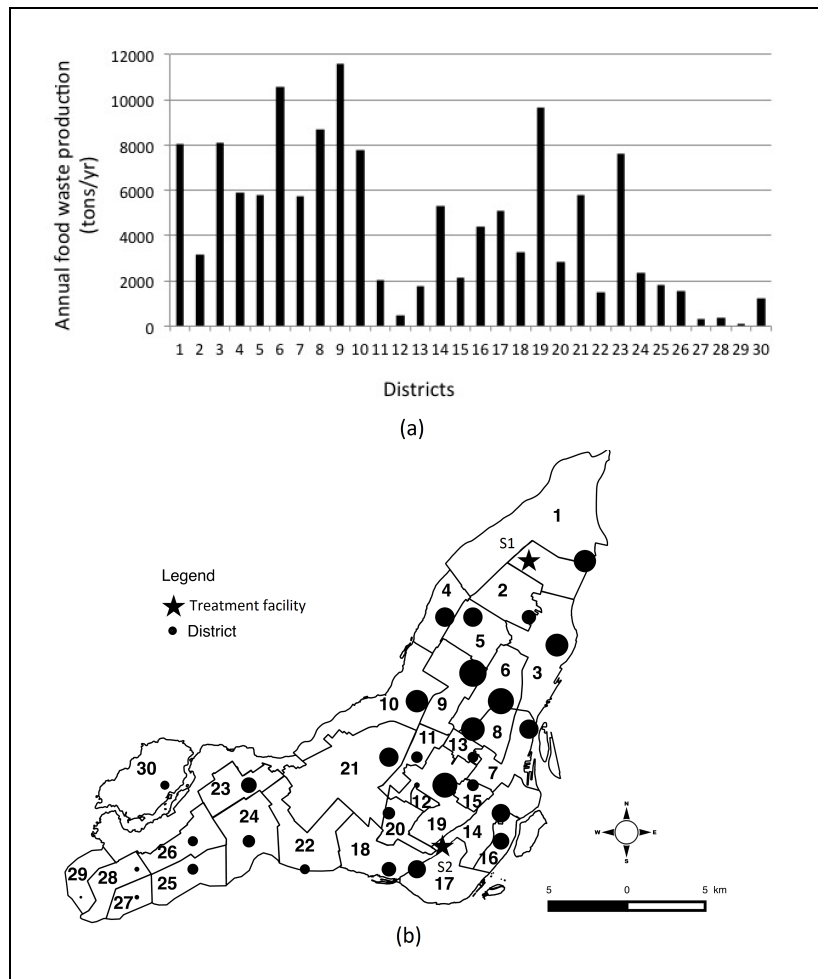 12000
10000
8000
6000
4000
2000
0
Annual food waste production
(tons/yr)
1 2 3 4 5 6 7 8 9 10 11 12 13 14 15 16 17 18 19 20 21 22 23 24 25 26 27 28 29 30
Districts
(a)
1
S1
Legend
Treatment facility
District
2
4
5
3
6
10
9
8
11
13
21
7
30
23
12
15
24
20
19
14
22
18
16
26
S2
29
28
25
17
27
N
W E
S
5 0 5 km
(b)